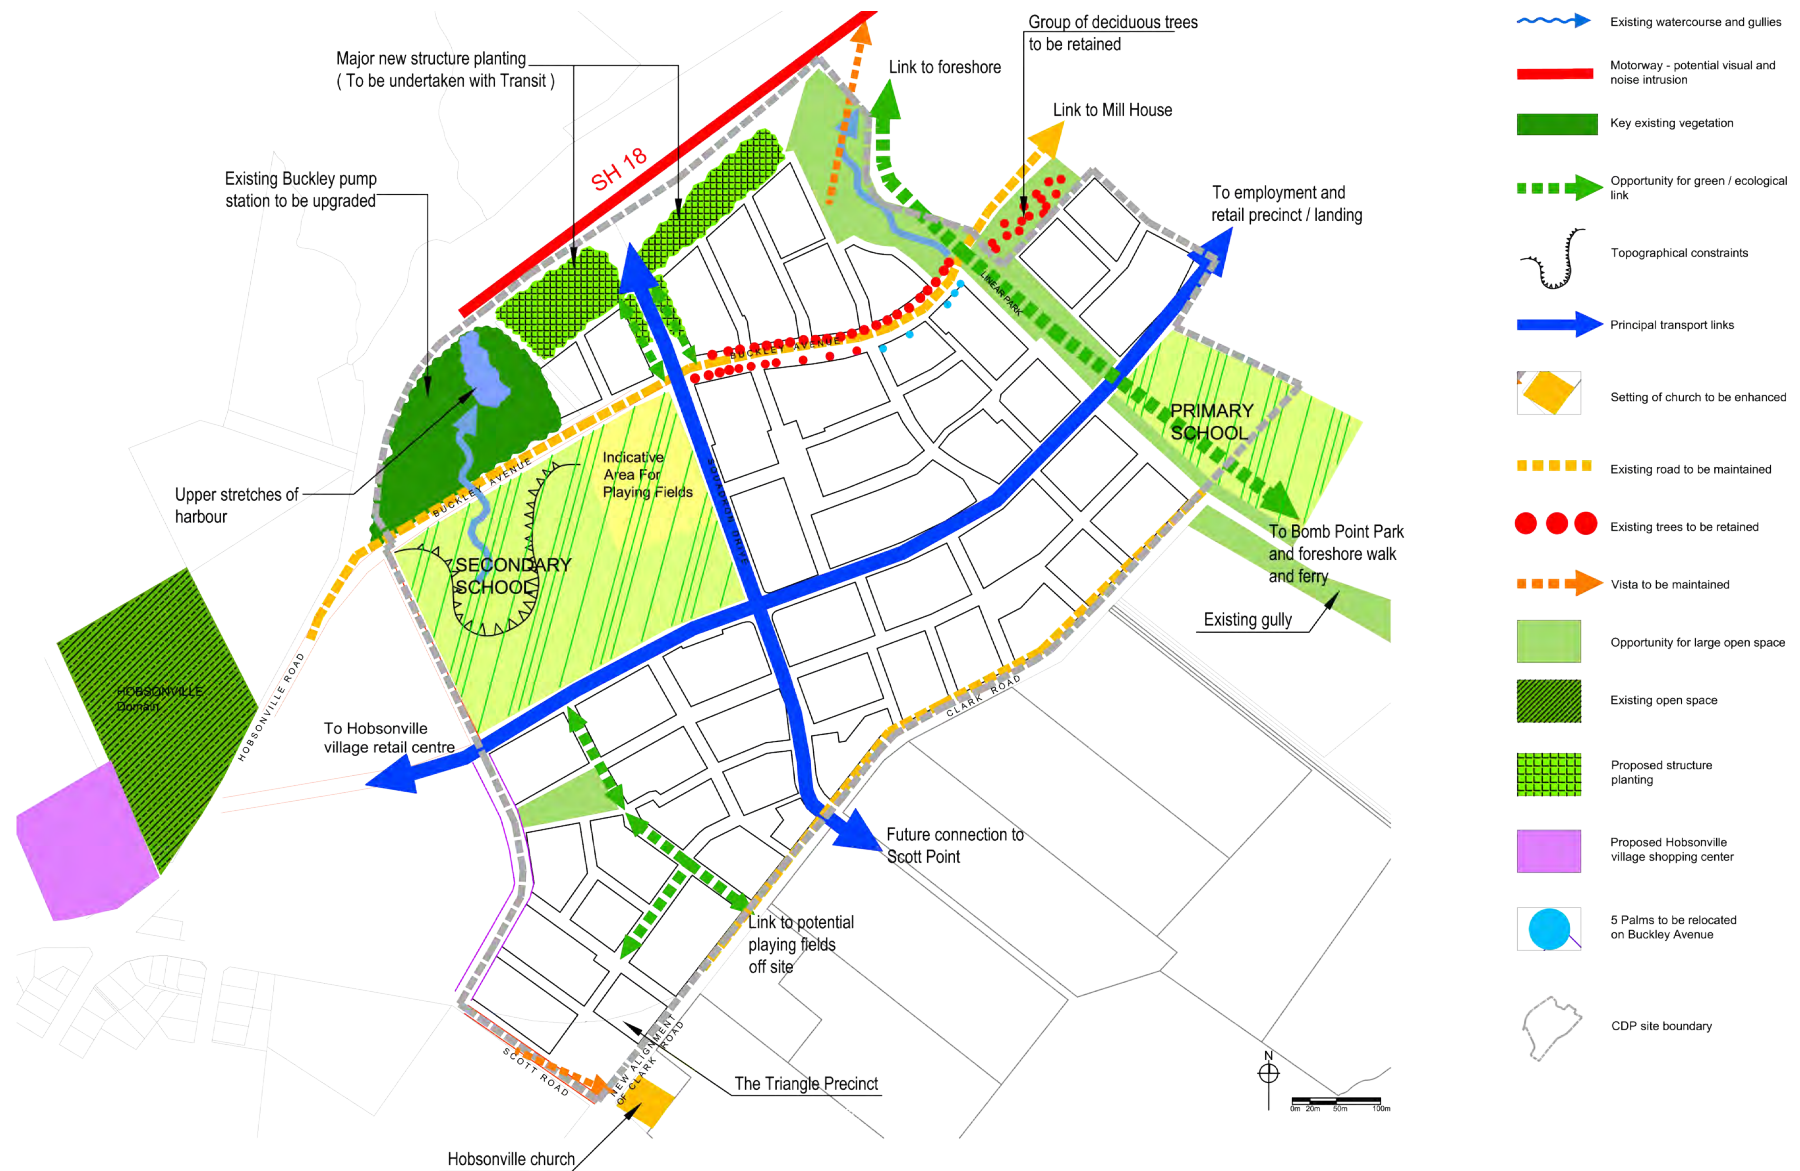 Group of deciduous trees
to be retained
Major new structure planting
( To be undertaken with Transit )
Link to foreshore
Link to Mill House
SH 18
Existing Buckley pump
station to be upgraded
To employment and
retail precinct / landing
LINEAR PARK
BUCKLEY AVENUE
PRIMARY
SCHOOL
Indicative
Area For
Playing Fields
SQUADRON DRIVE
BUCKLEY AVENUE
Upper stretches of
harbour
SECONDARY
SCHOOL
To Bomb Point Park
and foreshore walk
and ferry
Existing gully
HOBSONVILLE
Domain
HOBSONVILLE ROAD
CLARK ROAD
To Hobsonville
village retail centre
Future connection to
Scott Point
Link to potential
playing fields
off site
NEW ALIGNMENT
OF CLARK ROAD
SCOTT ROAD
The Triangle Precinct
Hobsonville church
N
0m 20m 50m 100m
Existing watercourse and gullies
Motorway - potential visual and
noise intrusion
Key existing vegetation
Opportunity for green / ecological
link
Topographical constraints
Principal transport links
Setting of church to be enhanced
Existing road to be maintained
Existing trees to be retained
Vista to be maintained
Opportunity for large open space
Existing open space
Proposed structure
planting
Proposed Hobsonville
village shopping center
5 Palms to be relocated
on Buckley Avenue
CDP site boundary